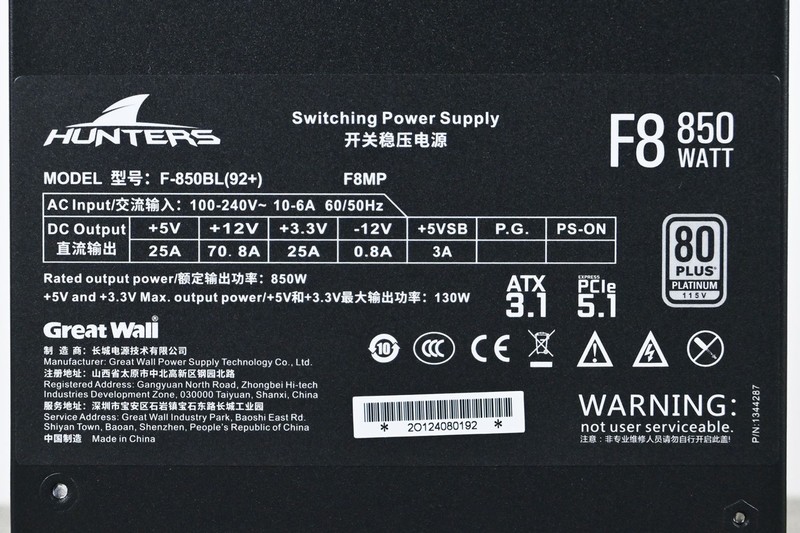 HUNTERS
Switching Power Supply
开关稳压电源
F8 850 WATT
MODEL 型号: F-850BL(92+) F8MP
AC Input/交流输入: 100-240V~ 10-6A 60/50Hz
DC Output +5V +12V +3.3V -12V +5VSB P.G. PS-ON
直流输出 25A 70.8A 25A 0.8A 3A
Rated output power/额定输出功率: 850W
+5V and +3.3V Max. output power/+5V和+3.3V最大输出功率: 130W
ATX 3.1
EXPRESS PCIe 5.1
80 PLUS PLATINUM 115V
Great Wall®
制 造 商: 长城电源技术有限公司
Manufacturer: Great Wall Power Supply Technology Co., Ltd.
注册地址: 山西省太原市中北高新区钢园路
Registered Address: Gangyuan North Road, Zhongbei Hi-tech
Industries Development Zone, 030000 Taiyuan, Shanxi, China
服务地址: 深圳市宝安区石岩镇宝石东路长城工业园
Service Address: Great Wall Industry Park, Baoshi East Rd.
Shiyan Town, Baoan, Shenzhen, People's Republic of China
中国制造 Made in China
10
CCC
CE
* 20124080192 *
WARNING:
not user serviceable.
注意: 非专业维修人员请勿自行开启此盖!
P/N:1344287